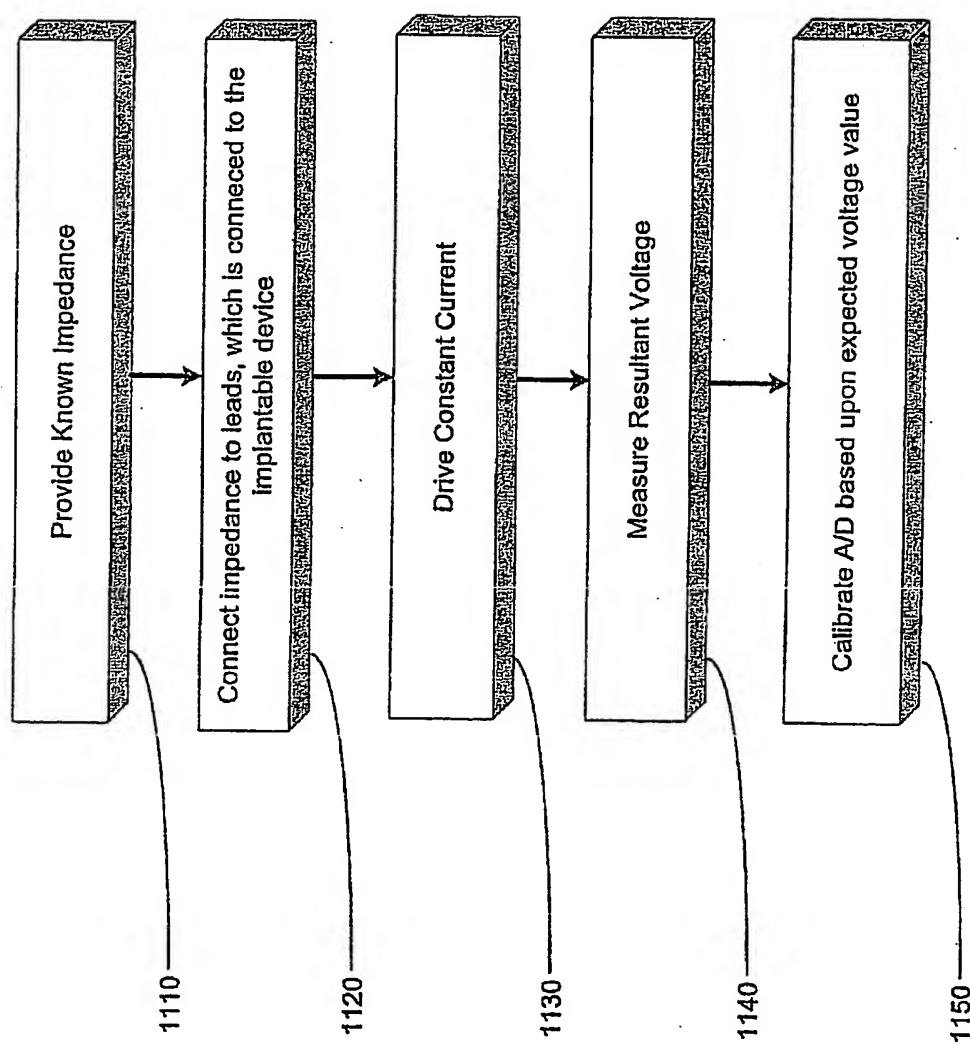 Provide Known Impedance
Connect impedance to leads, which is conneced to the
implantable device
Drive Constant Current
Measure Resultant Voltage
Calibrate A/D based upon expected voltage value
1110
1120
1130
1140
1150